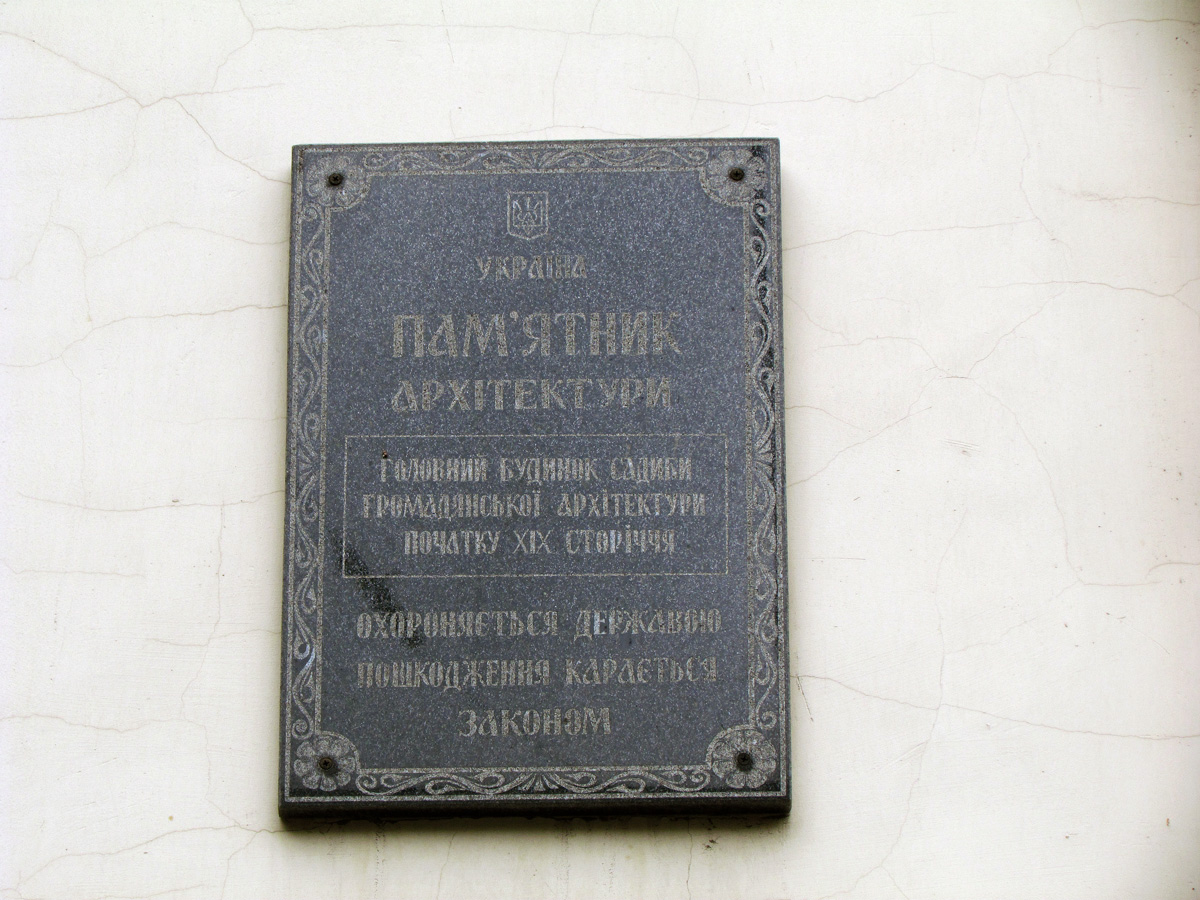 УКРАЇНА
ПАМ'ЯТНИК
АРХІТЕКТУРИ
ГОЛОВНИЙ БУДИНОК САДИБИ
ГРОМАДЯНСЬКОЇ АРХІТЕКТУРИ
ПОЧАТКУ XIX СТОРІЧЧЯ
ОХОРОНЯЄТЬСЯ ДЕРЖАВОЮ
ПОШКОДЖЕННЯ КАРАЄТЬСЯ
ЗАКОНОМ